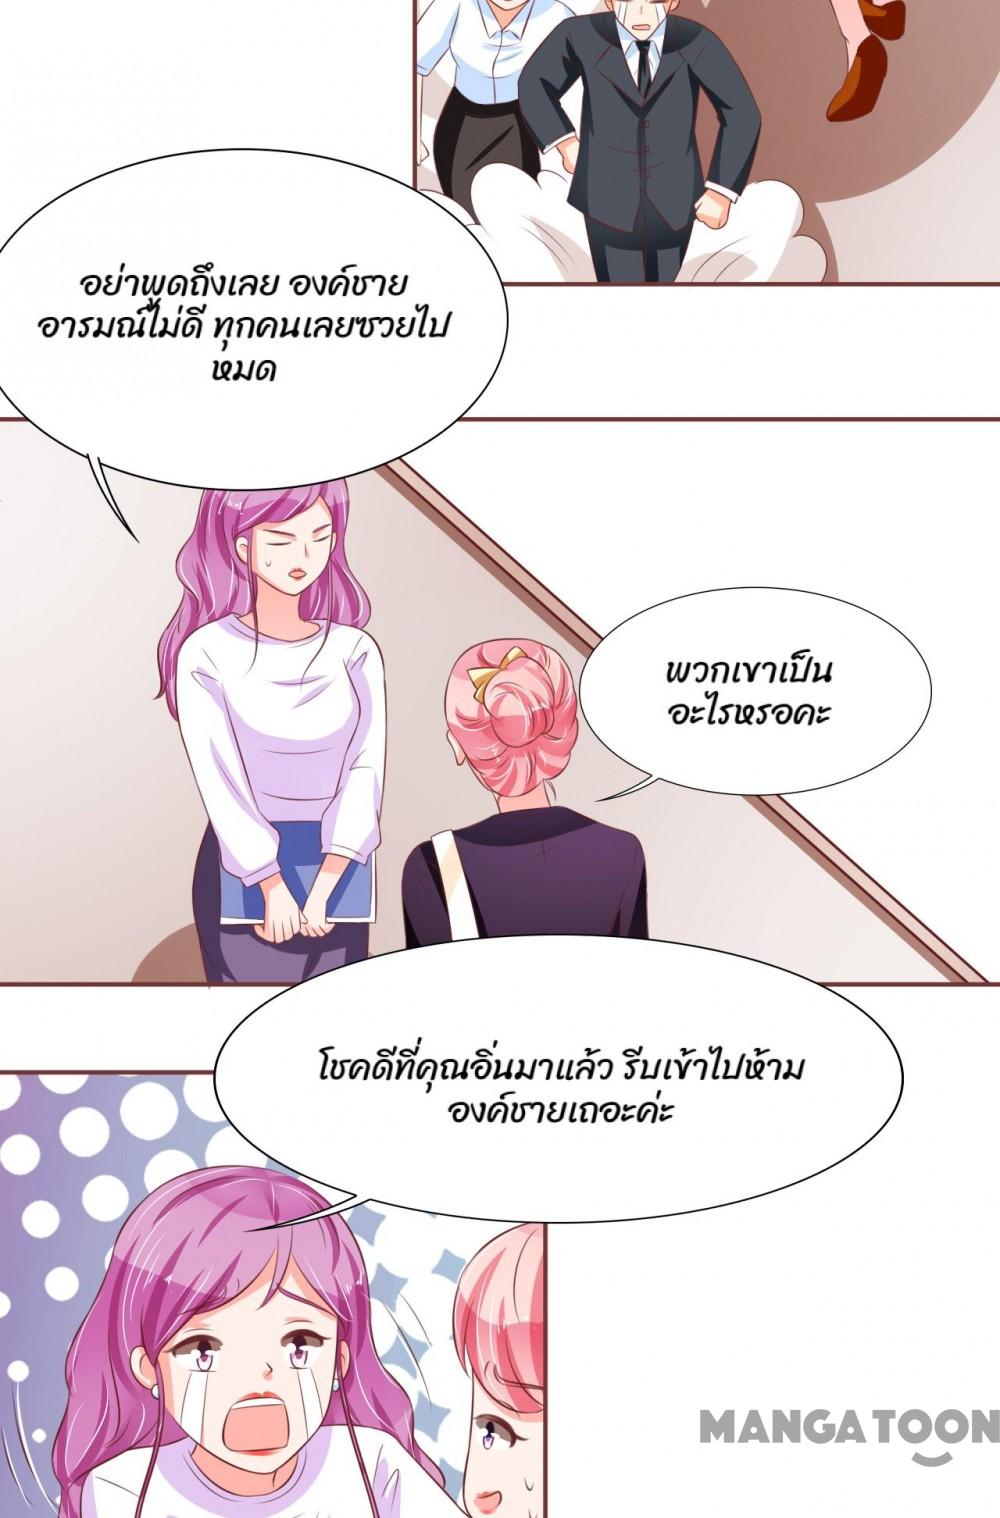 อย่าพูดถึงเลย องค์ชาย
อารมณ์ไม่ดี ทุกคนเลยซวยไป
หมด
พวกเขาเป็น
อะไรหรอคะ
โชคดีที่คุณอิ่นมาแล้ว รีบเข้าไปห้าม
องค์ชายเถอะค่ะ
MANGATOON